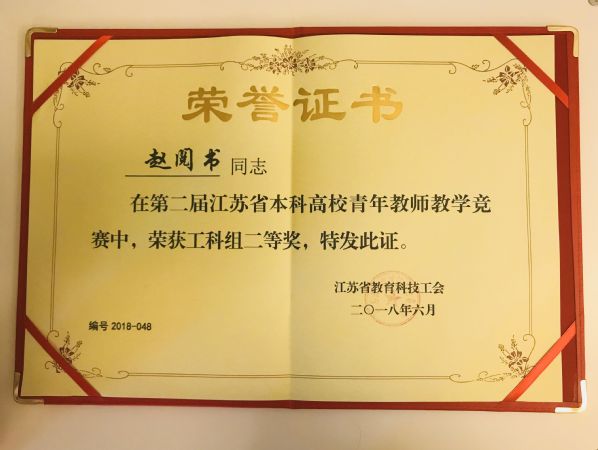 荣誉证书
赵阅书 同志
在第二届江苏省本科高校青年教师教学竞
赛中，荣获工科组二等奖，特发此证。
江苏省教育科技工会
二〇一八年六月
编号 2018-048